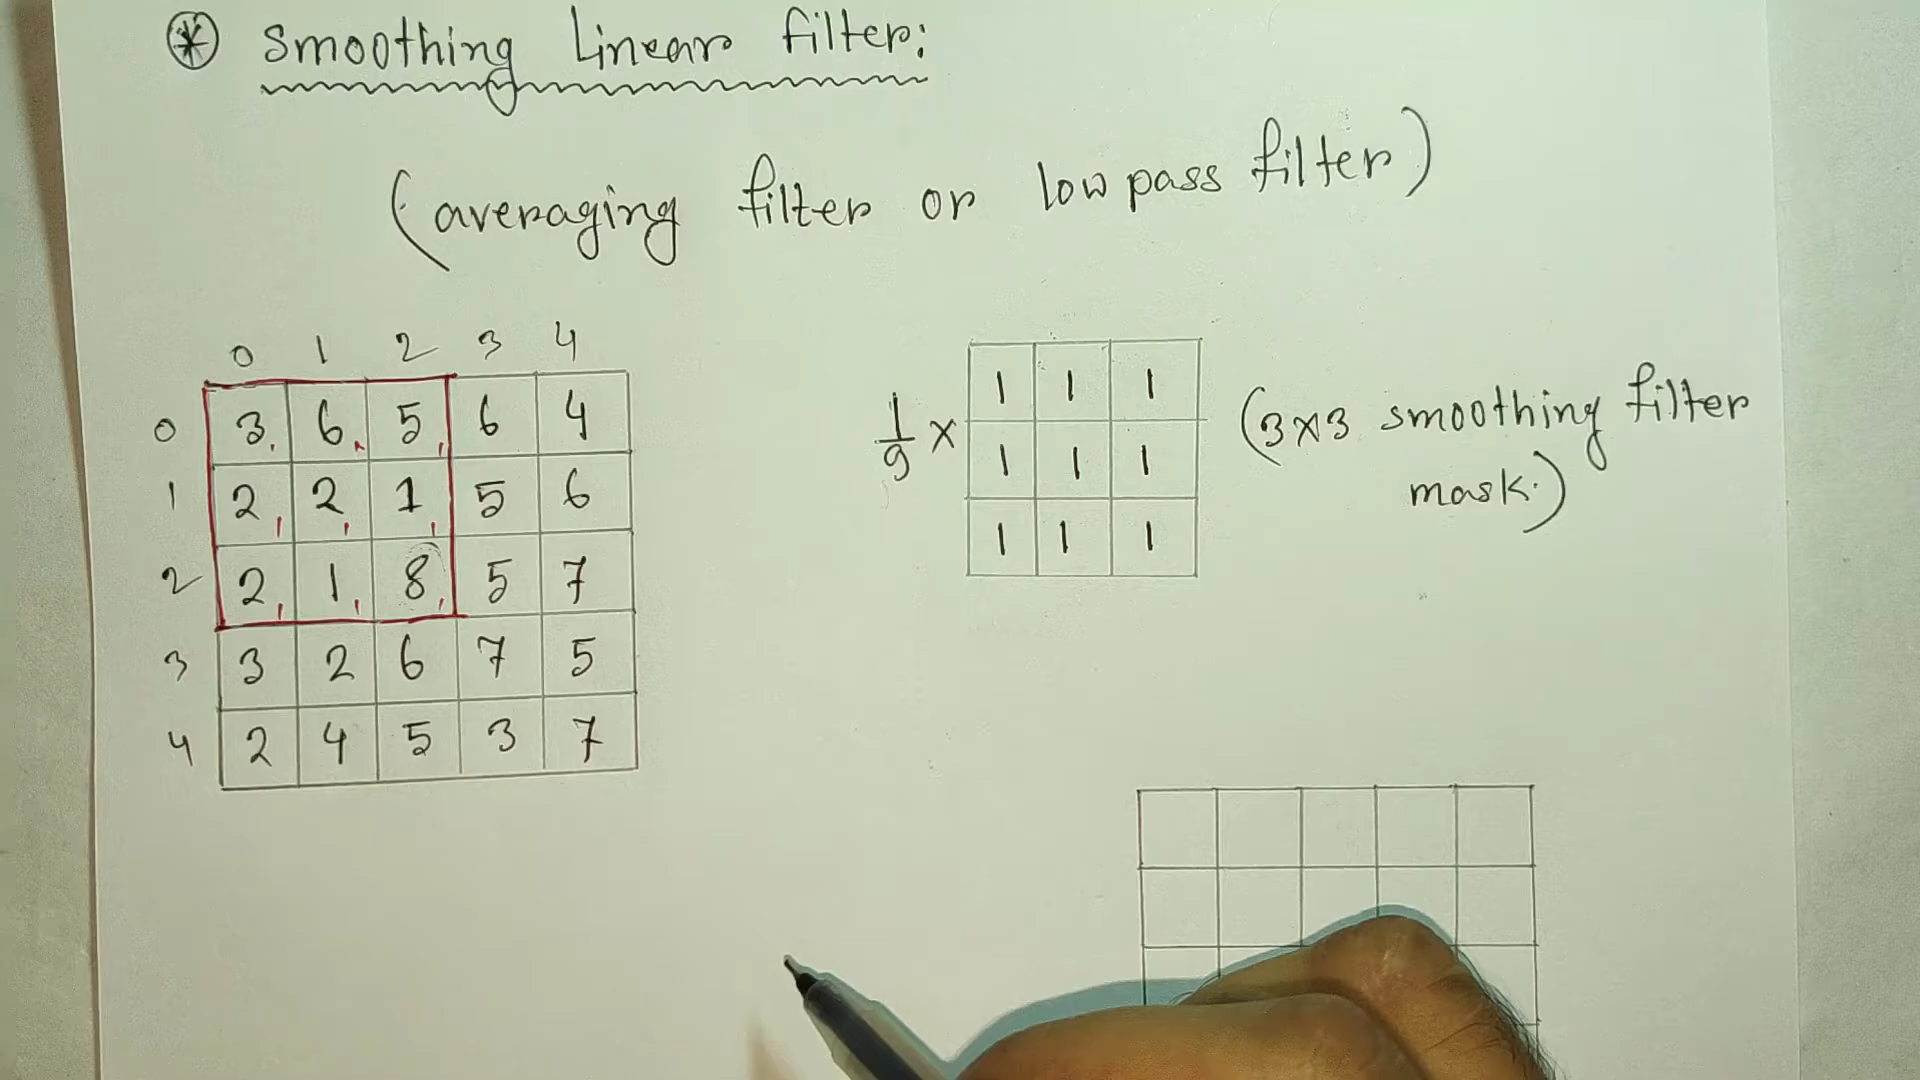 * Smoothing Linear filter:
(averaging filter or low pass filter)
0 1 2 3 4
0 3 6 5 6 4
1 2 2 1 5 6
2 2 1 8 5 7
3 3 2 6 7 5
4 2 4 5 3 7
1/9 ×
1 1 1
1 1 1
1 1 1
(3×3 smoothing filter
mask.)